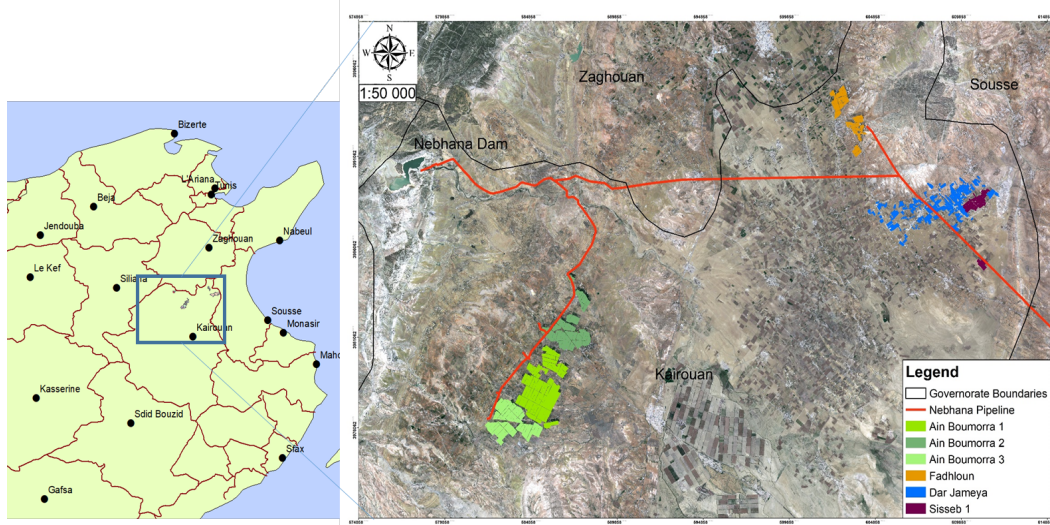 Bizerte
L'Ariana
Tunis
Beja
Jendouba
Nabeul
Zaghouan
Le Kef
Siliana
Sousse
Monasir
Kairouan
Kasserine
Sdid Bouzid
Sfax
Gafsa
N
W
E
S
1:50 000
Zaghouan
Sousse
Nebhana Dam
Kairouan
Legend
Governorate Boundaries
Nebhana Pipeline
Ain Boumorra 1
Ain Boumorra 2
Ain Boumorra 3
Fadhloun
Dar Jameya
Sisseb 1